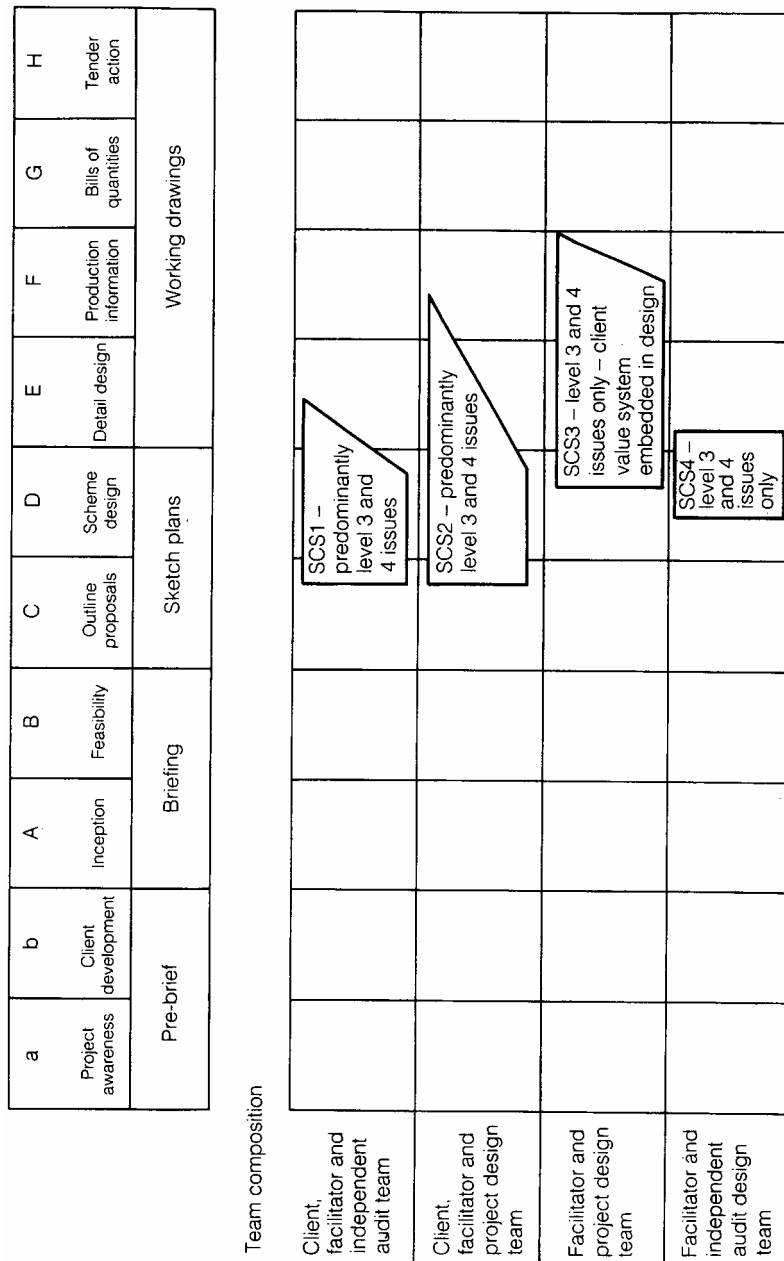 a
Project
awareness
b
Client
development
A
Inception
B
Feasibility
C
Outline
proposals
D
Scheme
design
E
Detail design
F
Production
information
G
Bills of
quantities
H
Tender
action
Pre-brief
Briefing
Sketch plans
Working drawings
Team composition
Client,
facilitator and
independent
audit team
SCS1 –
predominantly
level 3 and
4 issues
Client,
facilitator and
project design
team
SCS2 – predominantly
level 3 and 4 issues
Facilitator and
project design
team
SCS3 – level 3 and 4
issues only – client
value system
embedded in design
Facilitator and
independent
audit design
team
SCS4 –
level 3
and 4
issues
only